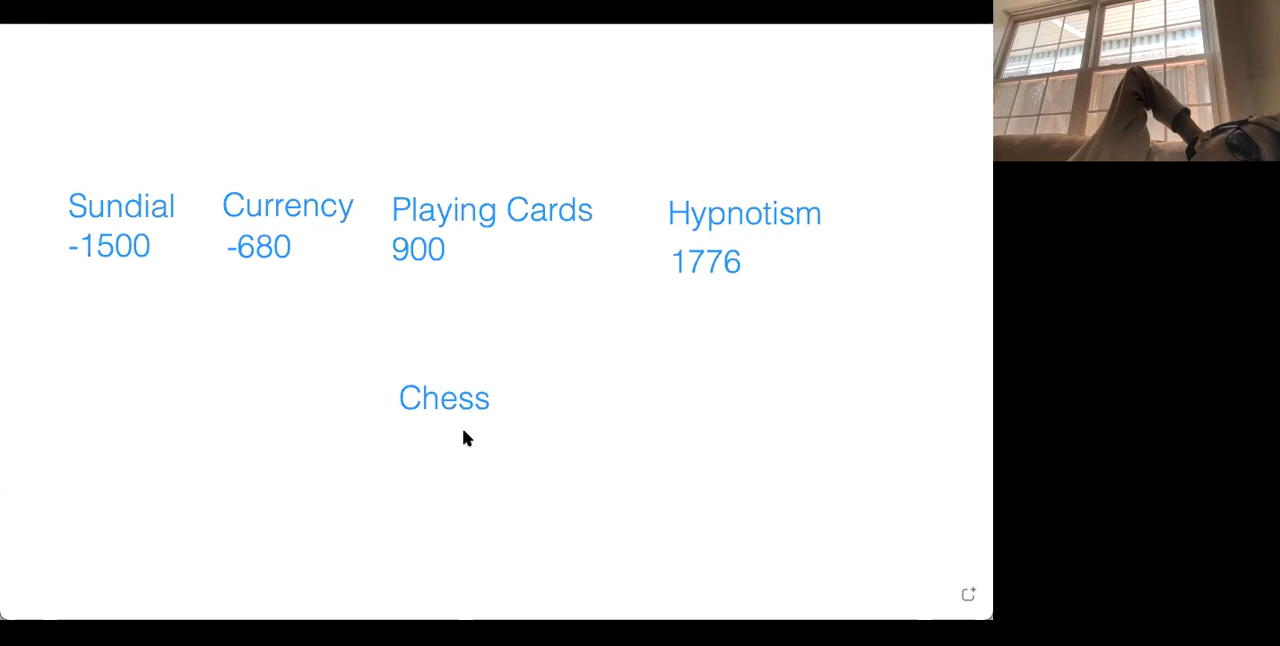 Sundial
-1500
Currency
-680
Playing Cards
900
Hypnotism
1776
Chess